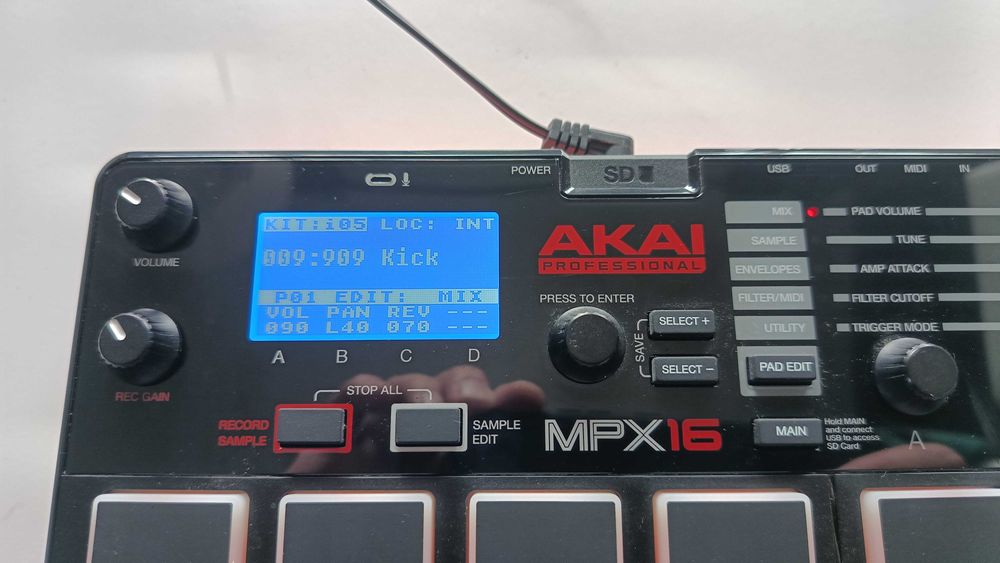 POWER
SD
USB
OUT
MIDI
IN
VOLUME
REC GAIN
KIT:i05 LOC: INT
009:909 Kick
P01 EDIT: MIX
VOL PAN REV ---
090 L40 070 ---
A B C D
STOP ALL
RECORD SAMPLE
SAMPLE EDIT
AKAI
PROFESSIONAL
PRESS TO ENTER
SAVE
SELECT +
SELECT -
MPX16
MIX
SAMPLE
ENVELOPES
FILTER/MIDI
UTILITY
PAD EDIT
MAIN
Hold MAIN
and connect
USB to access
SD Card
PAD VOLUME
TUNE
AMP ATTACK
FILTER CUTOFF
TRIGGER MODE
A